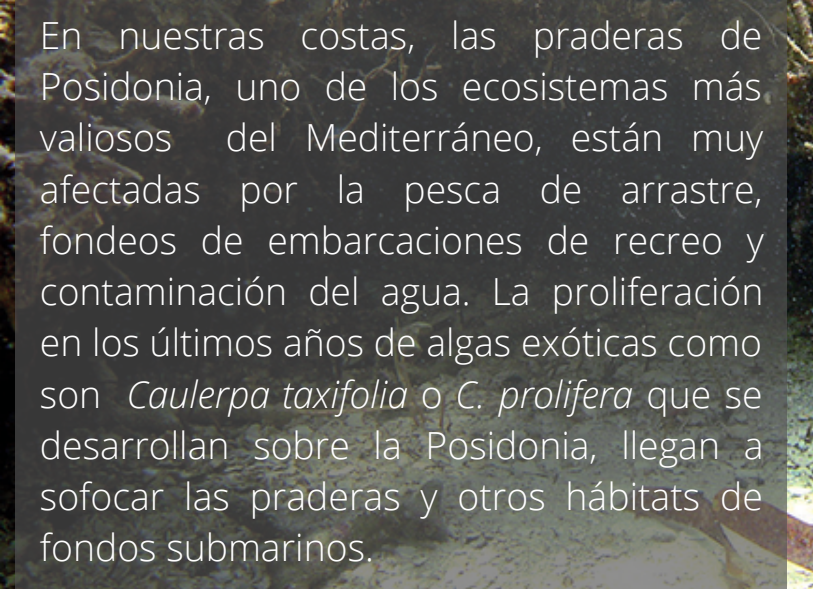 En nuestras costas, las praderas de
Posidonia, uno de los ecosistemas más
valiosos del Mediterráneo, están muy
afectadas por la pesca de arrastre,
fondeos de embarcaciones de recreo y
contaminación del agua. La proliferación
en los últimos años de algas exóticas como
son Caulerpa taxifolia o C. prolifera que se
desarrollan sobre la Posidonia, llegan a
sofocar las praderas y otros hábitats de
fondos submarinos.